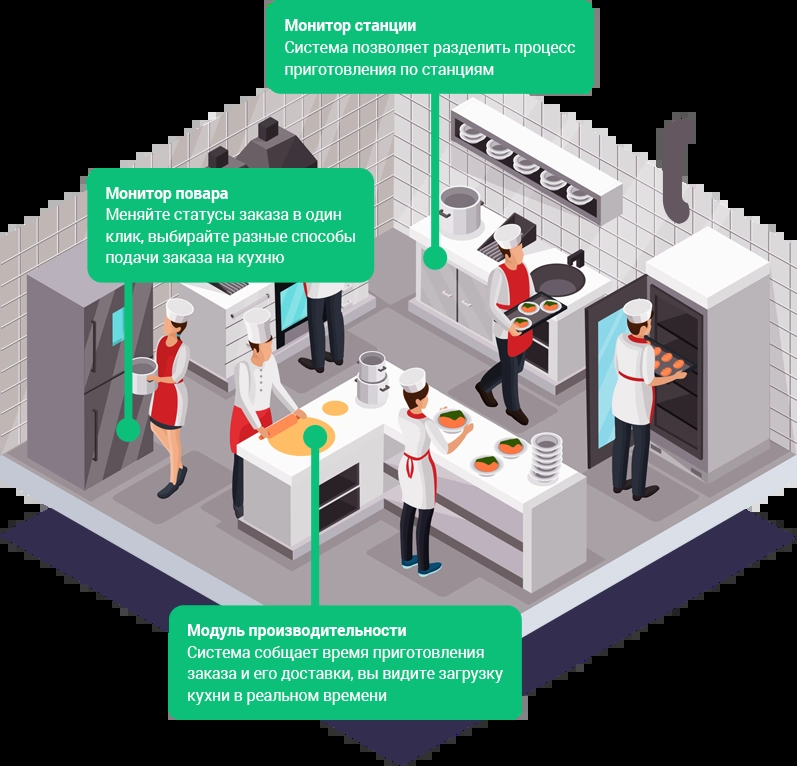 Монитор станции
Система позволяет разделить процесс
приготовления по станциям
Монитор повара
Меняйте статусы заказа в один
клик, выбирайте разные способы
подачи заказа на кухню
Модуль производительности
Система собщает время приготовления
заказа и его доставки, вы видите загрузку
кухни в реальном времени